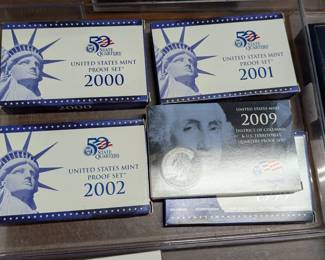 50
STATE
QUARTERS
UNITED STATES MINT
PROOF SET
2000
50
STATE
QUARTERS
UNITED STATES MINT
PROOF SET
2001
50
STATE
QUARTERS
UNITED STATES MINT
PROOF SET
2002
UNITED STATES MINT
2009
DISTRICT OF COLUMBIA
& U.S. TERRITORIES
QUARTERS PROOF SET